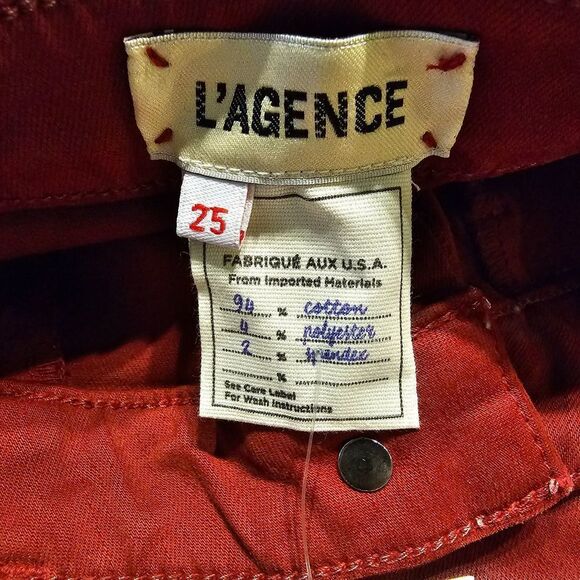 L'AGENCE
25
FABRIQUÉ AUX U.S.A.
From Imported Materials
94 % cotton
4 % polyester
2 % spandex
%
See Care Label
For Wash Instructions